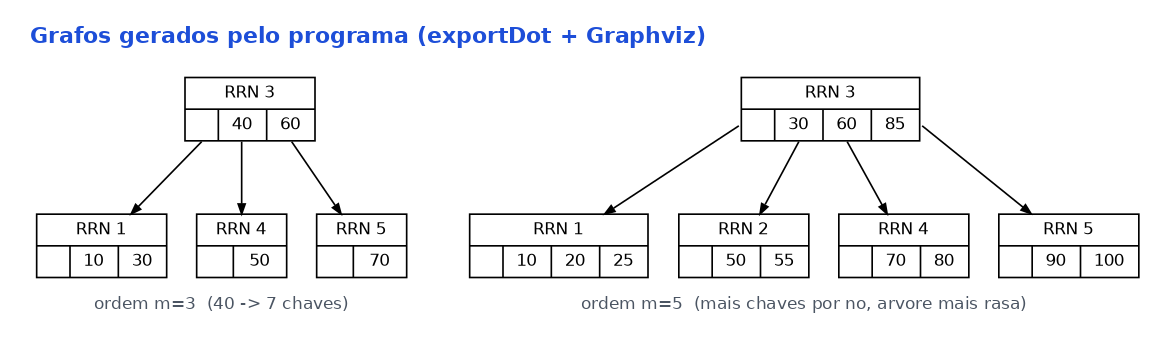 Grafos gerados pelo programa (exportDot + Graphviz)
RRN 3
40 60
RRN 1
10 30
RRN 4
50
RRN 5
70
ordem m=3 (40 -> 7 chaves)
RRN 3
30 60 85
RRN 1
10 20 25
RRN 2
50 55
RRN 4
70 80
RRN 5
90 100
ordem m=5 (mais chaves por no, arvore mais rasa)